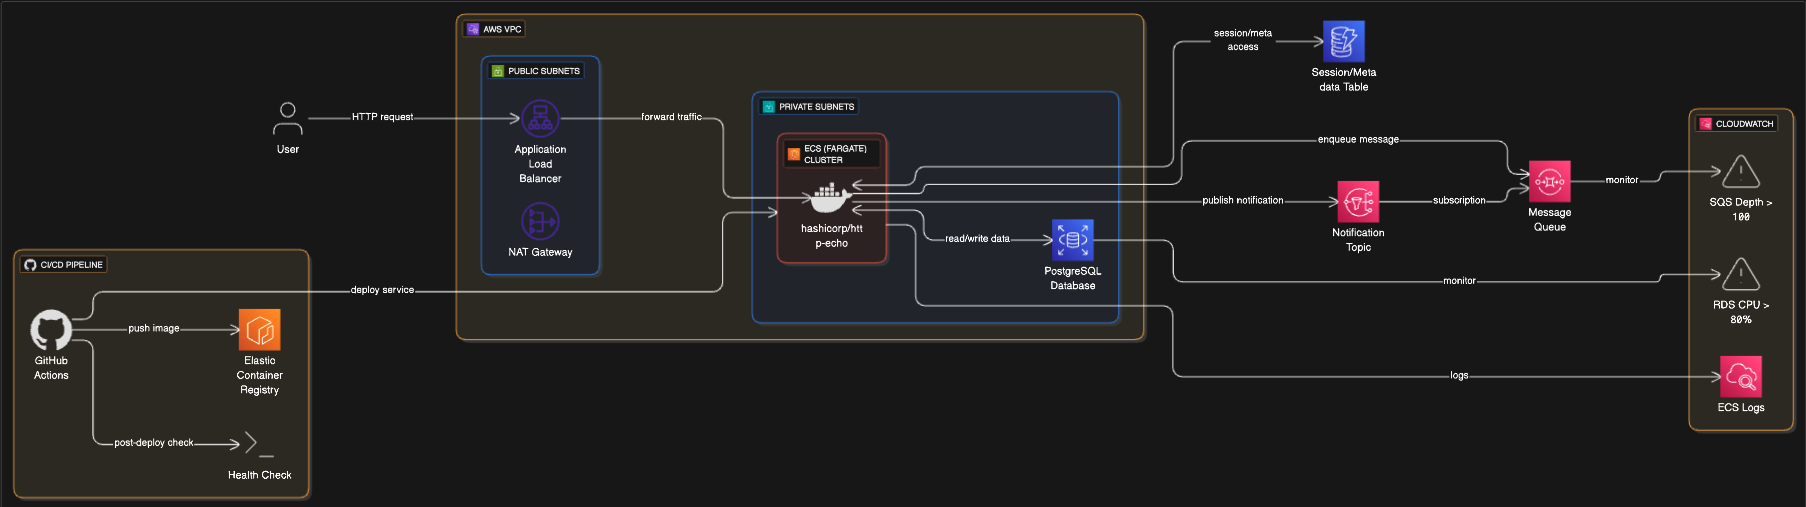 AWS VPC
PUBLIC SUBNETS
User
HTTP request
Application
Load
Balancer
NAT Gateway
forward traffic
PRIVATE SUBNETS
ECS (FARGATE)
CLUSTER
hashicorp/htt
p-echo
read/write data
PostgreSQL
Database
session/meta
access
Session/Meta
data Table
enqueue message
publish notification
Notification
Topic
subscription
Message
Queue
monitor
monitor
logs
CLOUDWATCH
SQS Depth >
100
RDS CPU >
80%
ECS Logs
CI/CD PIPELINE
deploy service
GitHub
Actions
push image
Elastic
Container
Registry
post-deploy check
Health Check